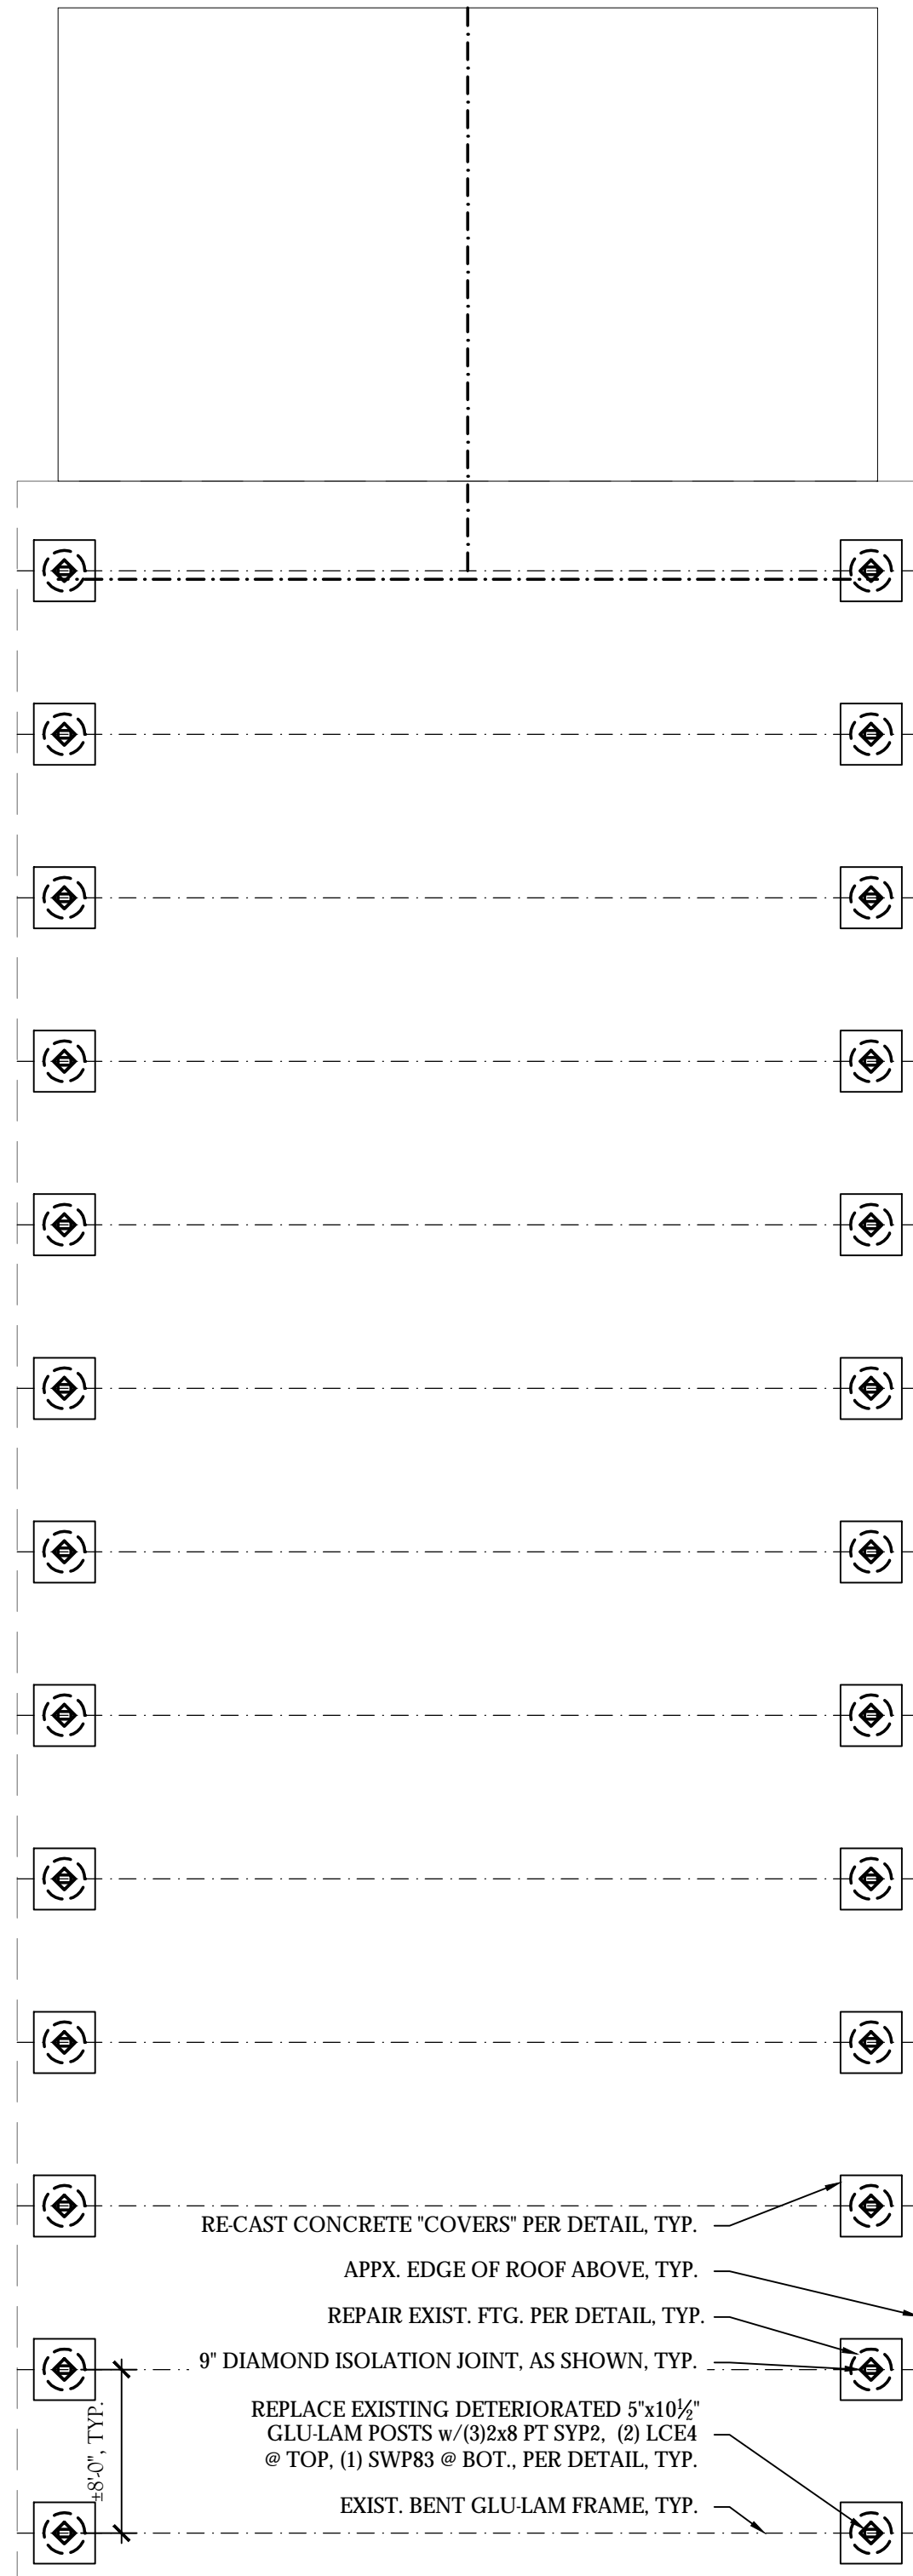 RE-CAST CONCRETE "COVERS" PER DETAIL, TYP.
APPX. EDGE OF ROOF ABOVE, TYP.
REPAIR EXIST. FTG. PER DETAIL, TYP.
9" DIAMOND ISOLATION JOINT, AS SHOWN, TYP.
REPLACE EXISTING DETERIORATED 5"x10½"
GLU-LAM POSTS w/(3)2x8 PT SYP2, (2) LCE4
@ TOP, (1) SWP83 @ BOT., PER DETAIL, TYP.
EXIST. BENT GLU-LAM FRAME, TYP.
±8'-0", TYP.